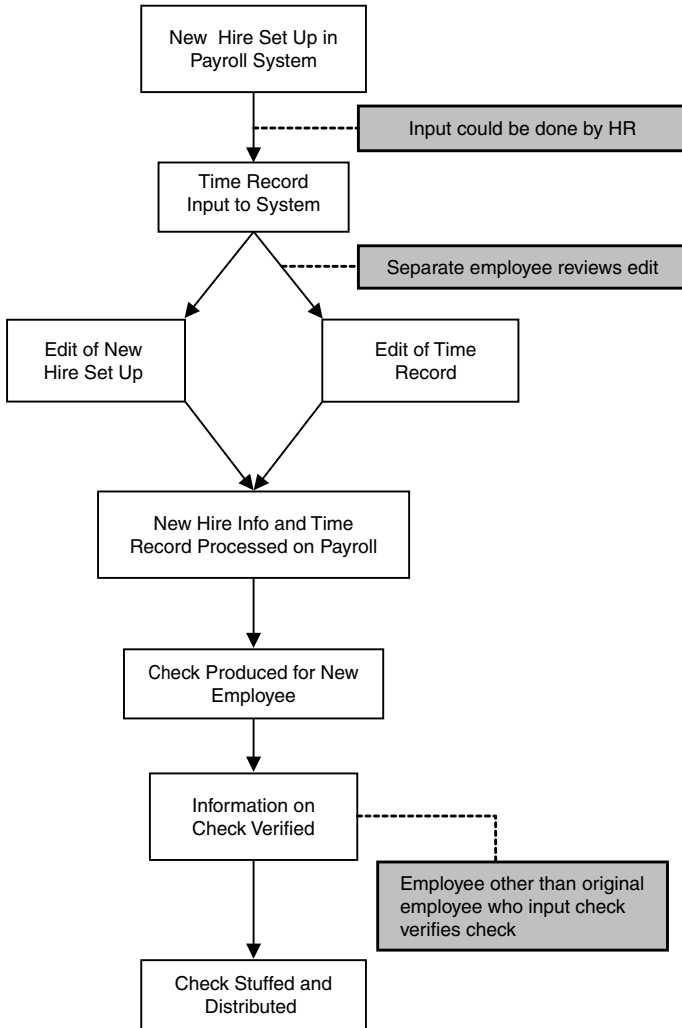 New Hire Set Up in
Payroll System
Input could be done by HR
Time Record
Input to System
Separate employee reviews edit
Edit of New
Hire Set Up
Edit of Time
Record
New Hire Info and Time
Record Processed on Payroll
Check Produced for New
Employee
Information on
Check Verified
Employee other than original
employee who input check
verifies check
Check Stuffed and
Distributed